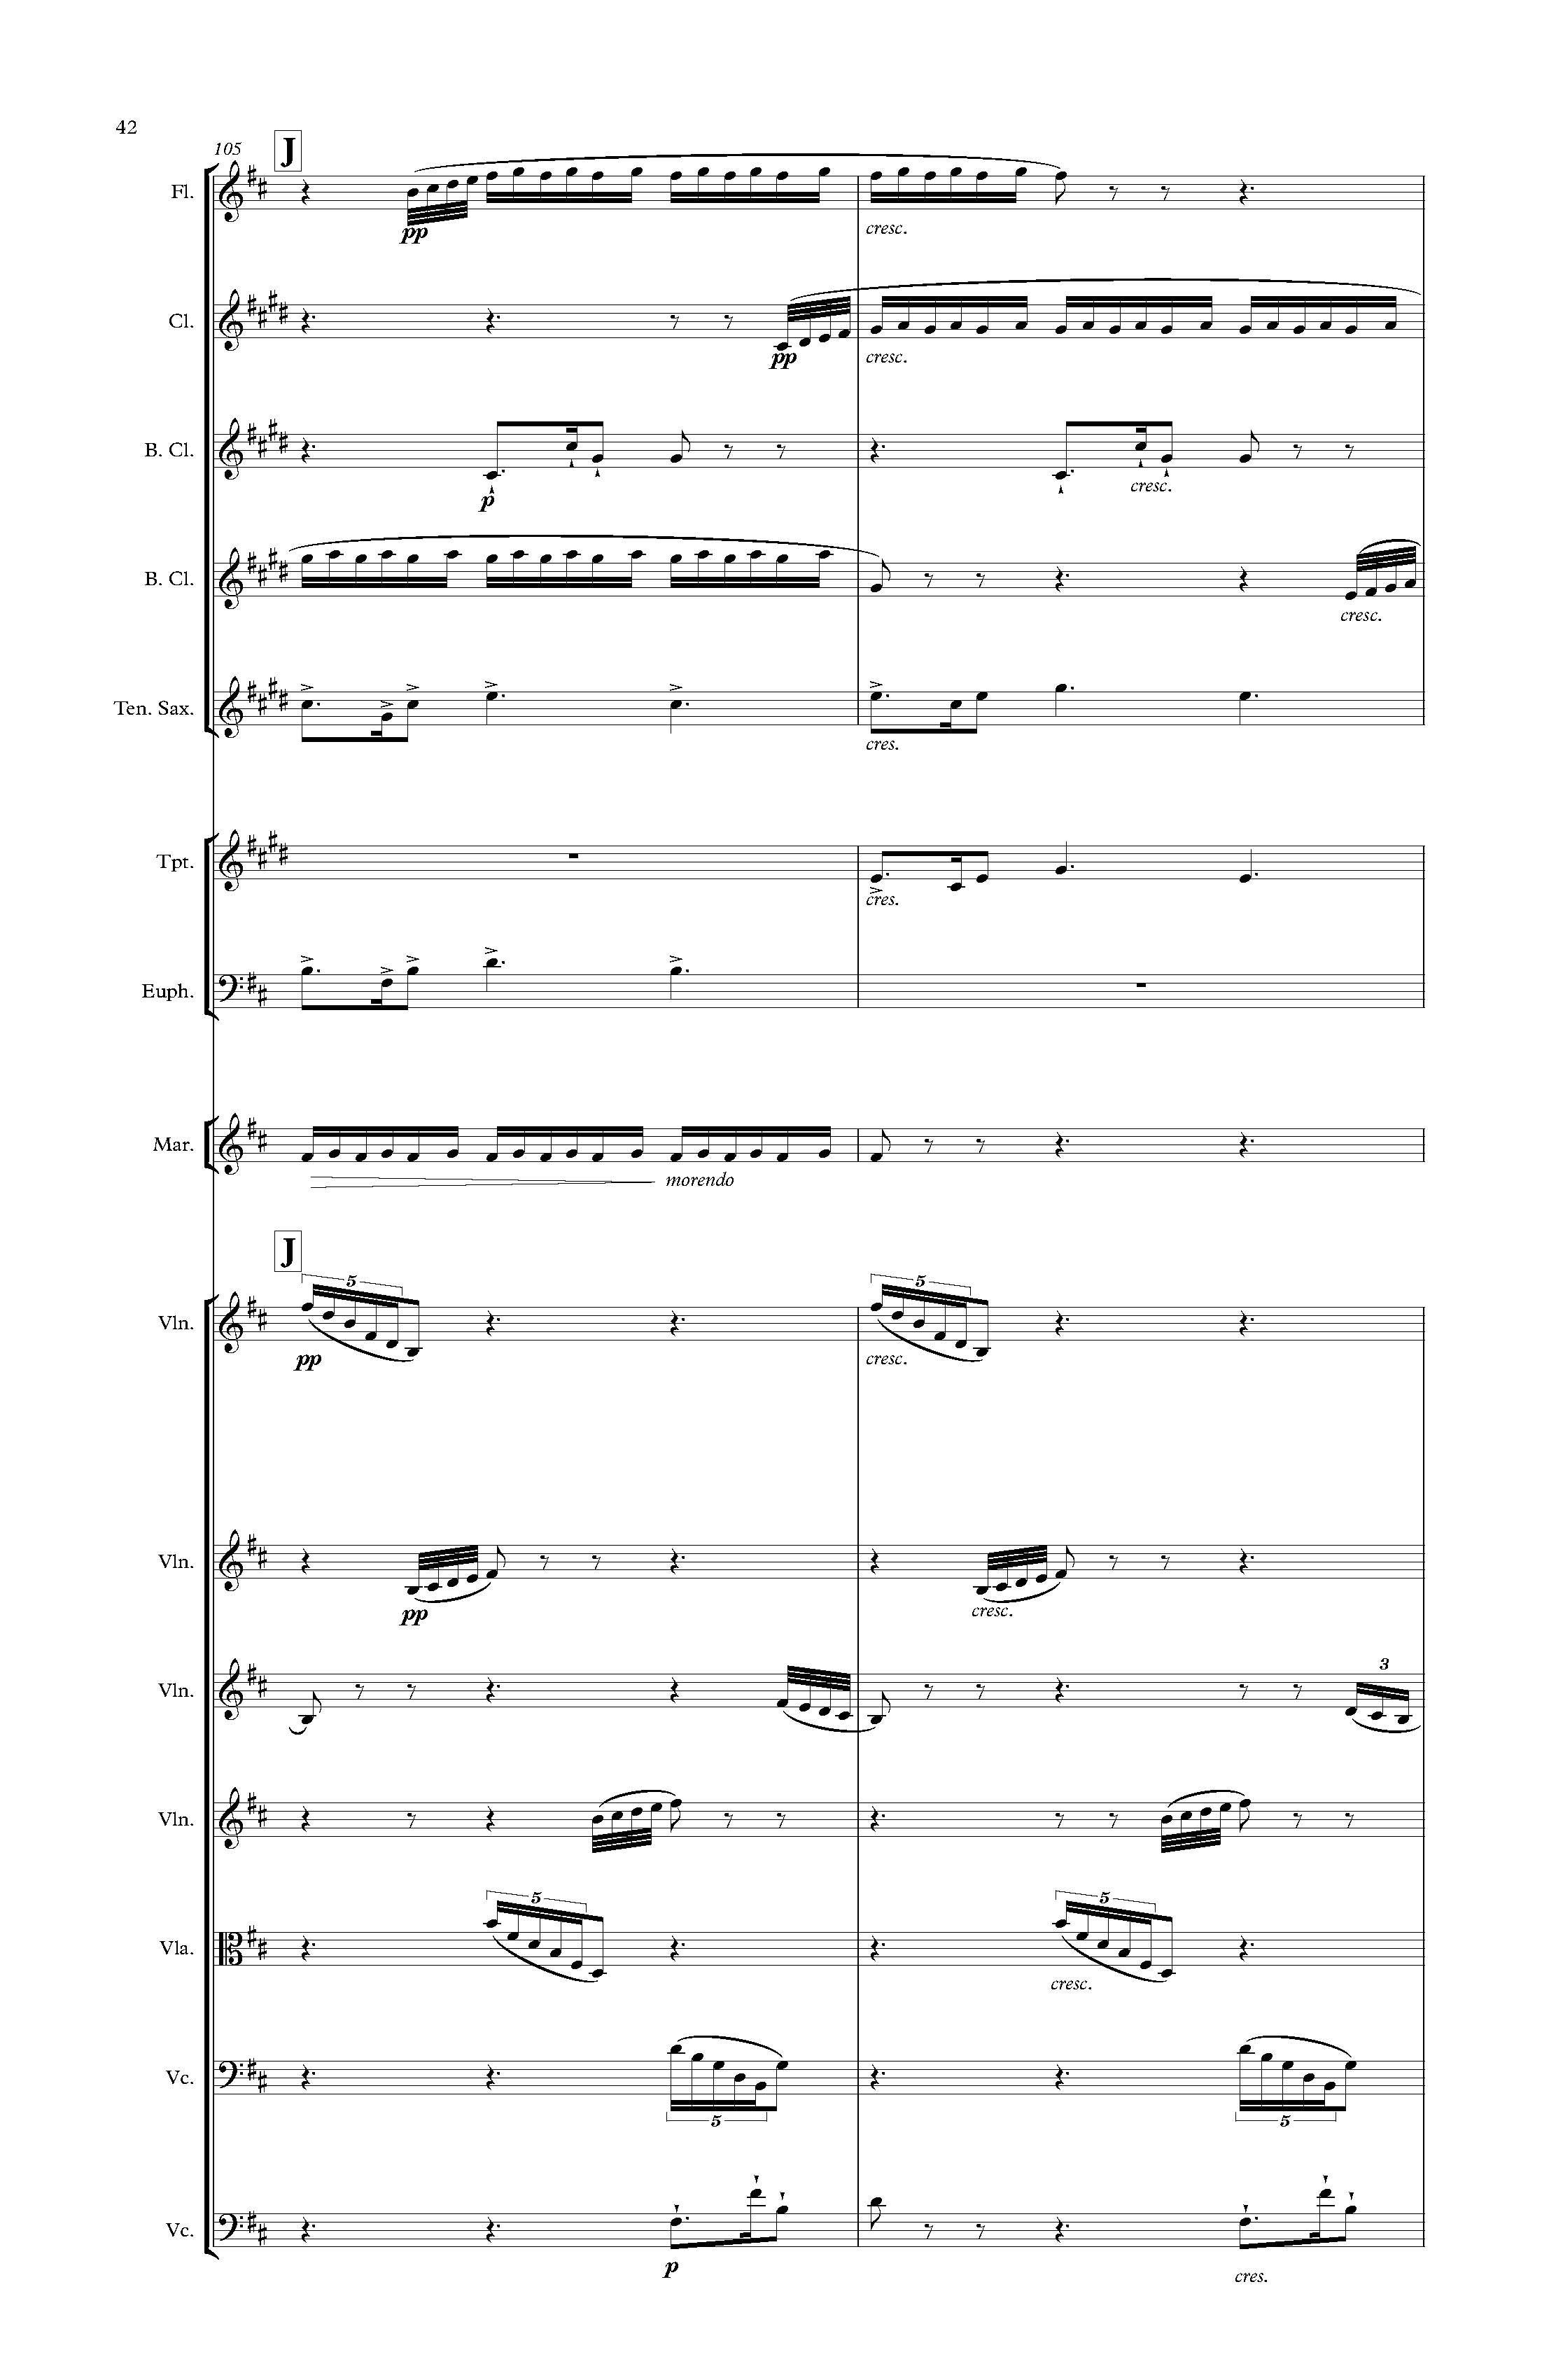 42
105
J
Fl.
pp
cresc.
Cl.
pp
cresc.
B. Cl.
p
cresc.
B. Cl.
cresc.
Ten. Sax.
cres.
Tpt.
cres.
Euph.
Mar.
morendo
J
5
5
Vln.
pp
cresc.
Vln.
pp
cresc.
3
Vln.
Vln.
5
5
Vla.
cresc.
Vc.
5
5
Vc.
p
cres.